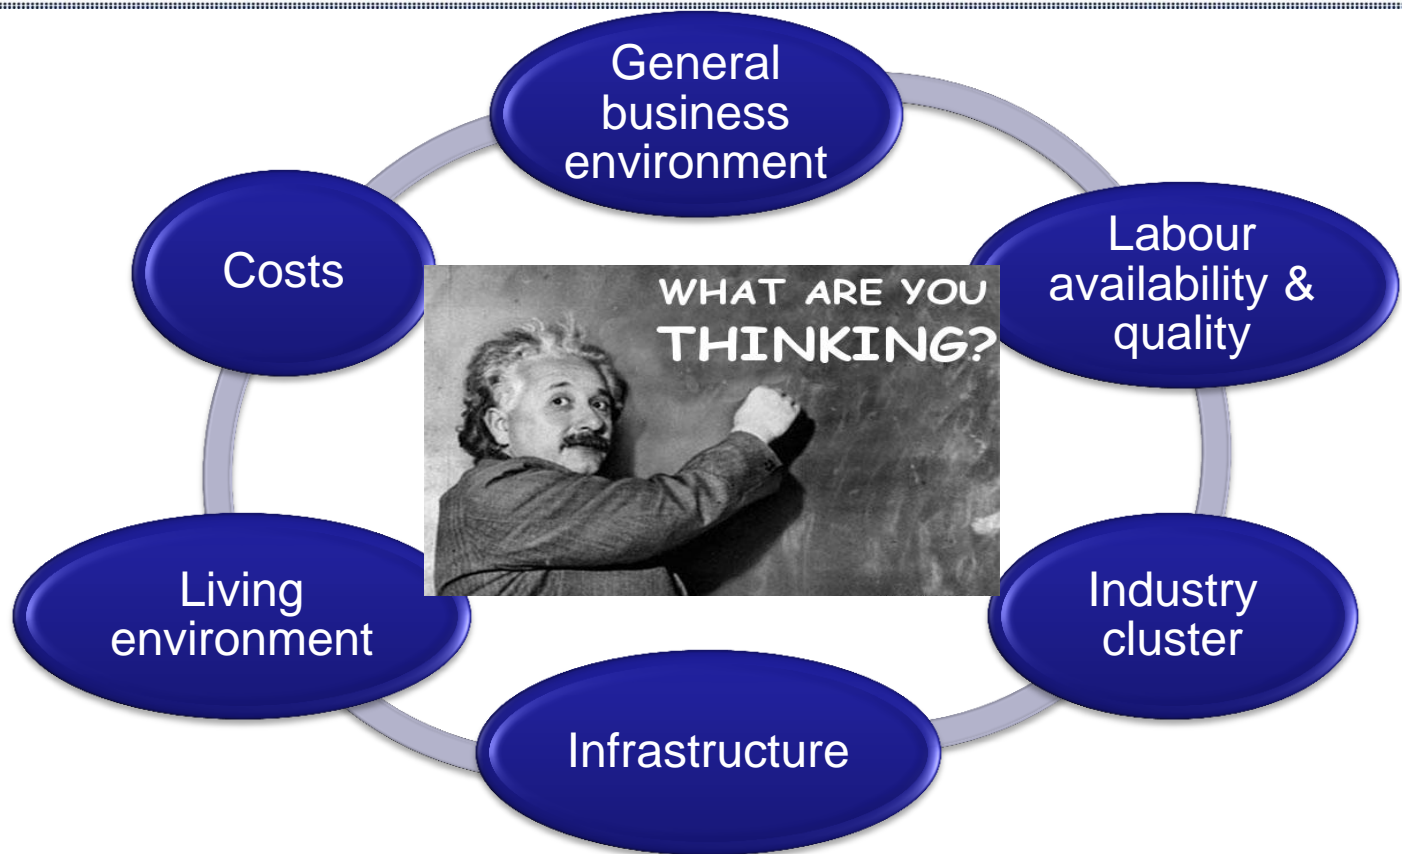 General
business
environment
Labour
availability &
quality
Industry
cluster
Infrastructure
Living
environment
Costs
WHAT ARE YOU
THINKING?